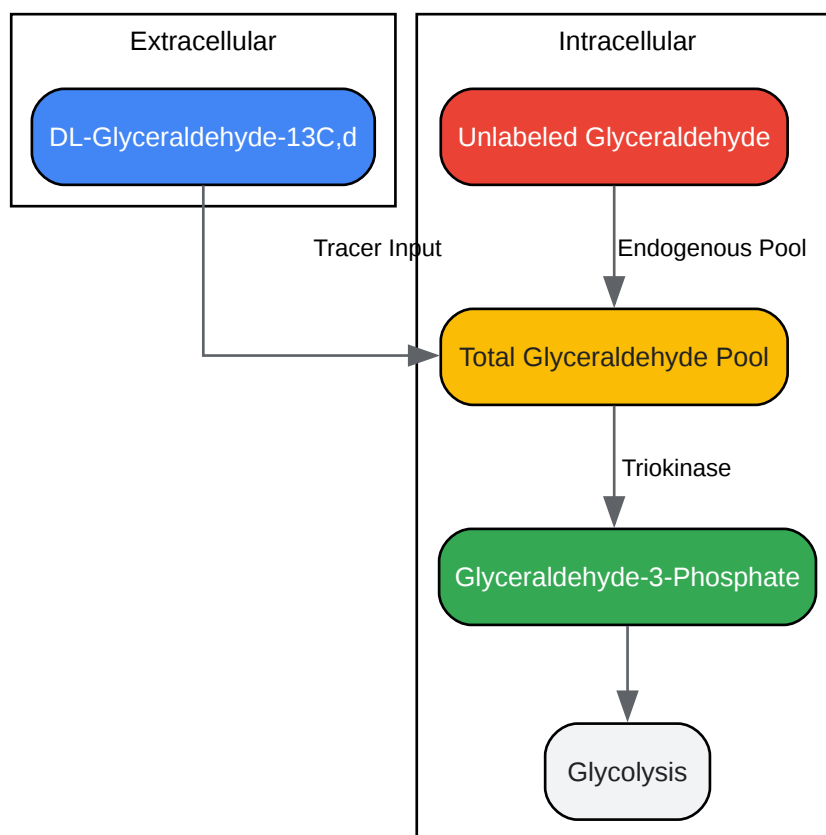 Extracellular
Intracellular
DL-Glyceraldehyde-13C,d
Unlabeled Glyceraldehyde
Tracer Input
Endogenous Pool
Total Glyceraldehyde Pool
Triokinase
Glyceraldehyde-3-Phosphate
Glycolysis